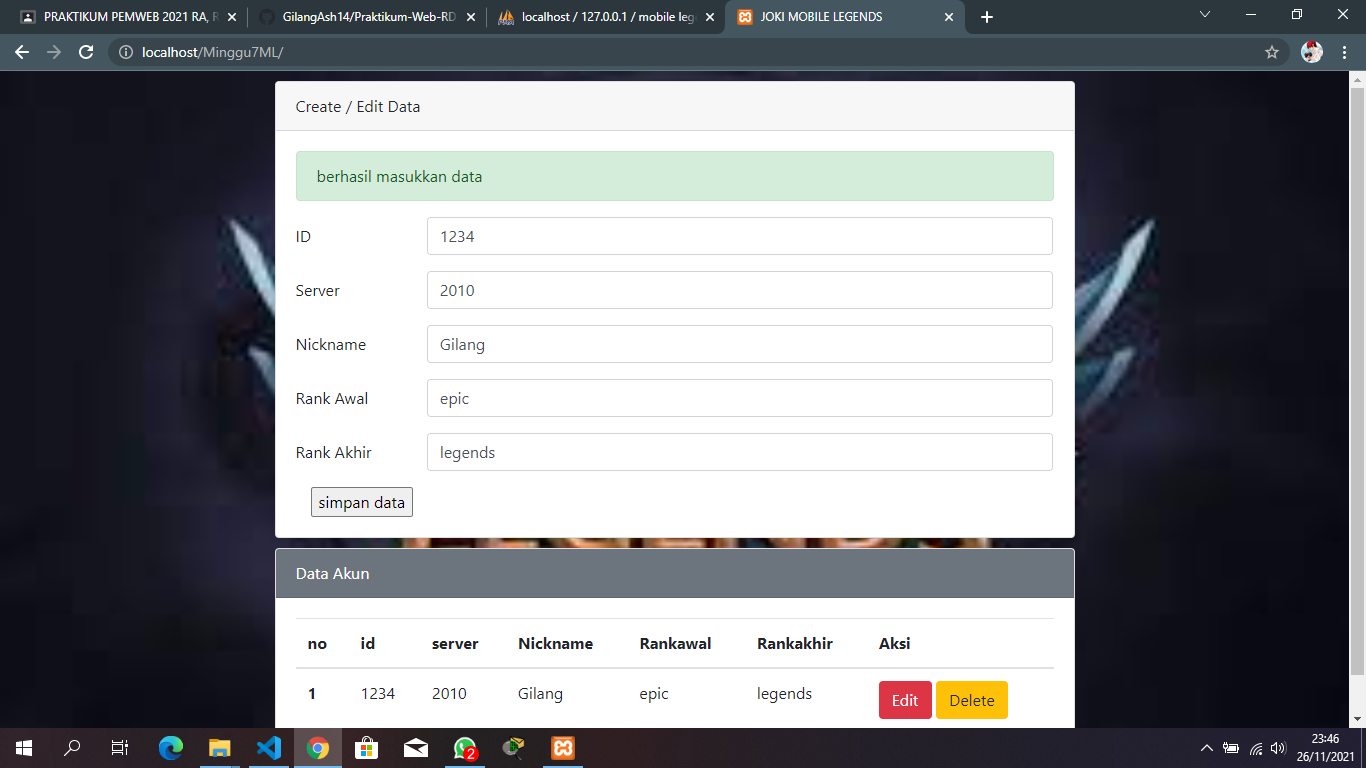 PRAKTIKUM PEMWEB 2021 RA, R
GilangAsh14/Praktikum-Web-RD
localhost / 127.0.0.1 / mobile leg
JOKI MOBILE LEGENDS
localhost/Minggu7ML/
Create / Edit Data
berhasil masukkan data
ID 1234
Server 2010
Nickname Gilang
Rank Awal epic
Rank Akhir legends
simpan data
Data Akun
no id server Nickname Rankawal Rankakhir Aksi
1 1234 2010 Gilang epic legends Edit Delete
2
23:46
26/11/2021